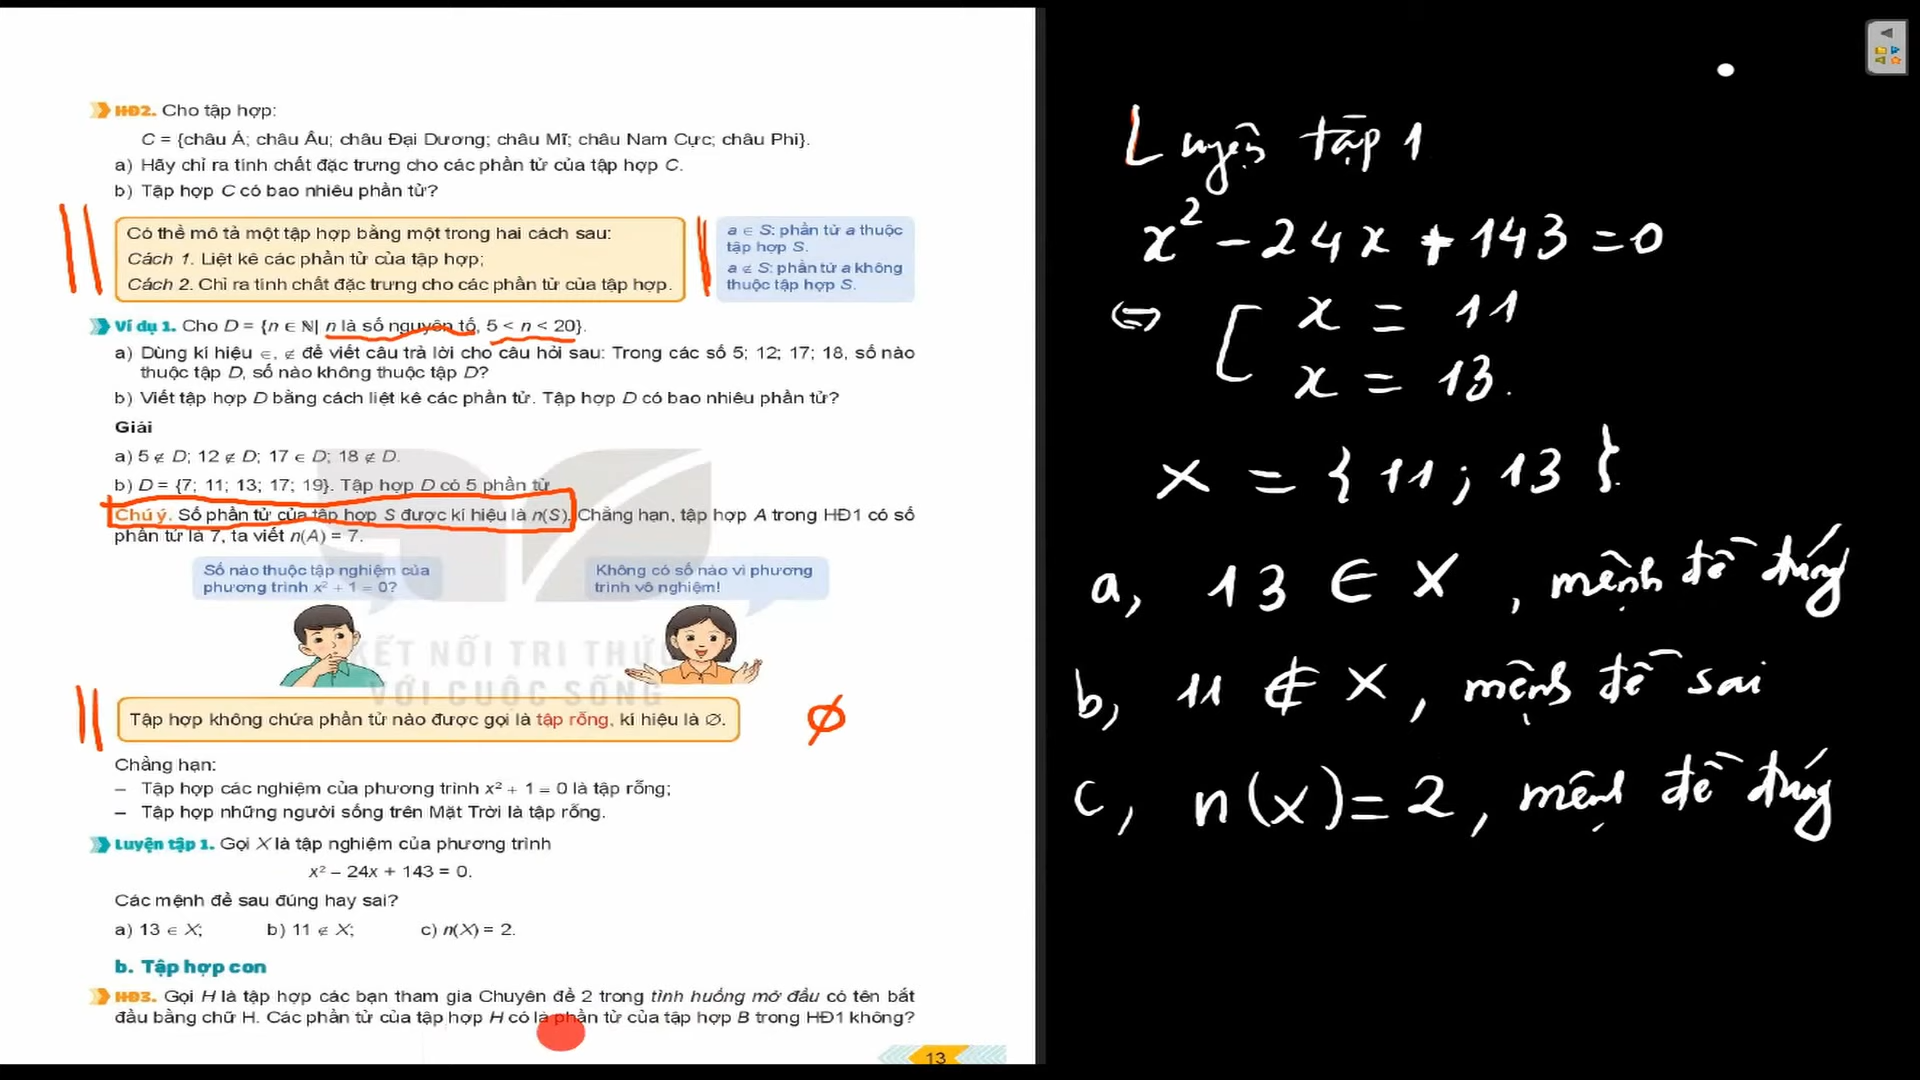 HĐ2. Cho tập hợp:
C = {châu Á; châu Âu; châu Đại Dương; châu Mĩ; châu Nam Cực; châu Phi}.
a) Hãy chỉ ra tính chất đặc trưng cho các phần tử của tập hợp C.
b) Tập hợp C có bao nhiêu phần tử?
Có thể mô tả một tập hợp bằng một trong hai cách sau:
Cách 1. Liệt kê các phần tử của tập hợp;
Cách 2. Chỉ ra tính chất đặc trưng cho các phần tử của tập hợp.
a ∈ S: phần tử a thuộc
tập hợp S.
a ∉ S: phần tử a không
thuộc tập hợp S.
Ví dụ 1. Cho D = {n ∈ ℕ| n là số nguyên tố, 5 < n < 20}.
a) Dùng kí hiệu ∈, ∉ để viết câu trả lời cho câu hỏi sau: Trong các số 5; 12; 17; 18, số nào
thuộc tập D, số nào không thuộc tập D?
b) Viết tập hợp D bằng cách liệt kê các phần tử. Tập hợp D có bao nhiêu phần tử?
Giải
a) 5 ∉ D; 12 ∉ D; 17 ∈ D; 18 ∉ D.
b) D = {7; 11; 13; 17; 19}. Tập hợp D có 5 phần tử
Chú ý. Số phần tử của tập hợp S được kí hiệu là n(S). Chẳng hạn, tập hợp A trong HĐ1 có số
phần tử là 7, ta viết n(A) = 7.
Số nào thuộc tập nghiệm của
phương trình x² + 1 = 0?
Không có số nào vì phương
trình vô nghiệm!
KẾT NỐI TRI THỨC
VỚI CUỘC SỐNG
Tập hợp không chứa phần tử nào được gọi là tập rỗng, kí hiệu là ∅.
∅
Chẳng hạn:
– Tập hợp các nghiệm của phương trình x² + 1 = 0 là tập rỗng;
– Tập hợp những người sống trên Mặt Trời là tập rỗng.
Luyện tập 1. Gọi X là tập nghiệm của phương trình
x² – 24x + 143 = 0.
Các mệnh đề sau đúng hay sai?
a) 13 ∈ X; b) 11 ∉ X; c) n(X) = 2.
b. Tập hợp con
HĐ3. Gọi H là tập hợp các bạn tham gia Chuyên đề 2 trong tình huống mở đầu có tên bắt
đầu bằng chữ H. Các phần tử của tập hợp H có là phần tử của tập hợp B trong HĐ1 không?
13
Luyện tập 1
x² - 24x + 143 = 0
⇔ [ x = 11
x = 13.
X = { 11 ; 13 }.
a, 13 ∈ X , mệnh đề đúng
b, 11 ∉ X , mệnh đề sai
c, n(X) = 2 , mệnh đề đúng